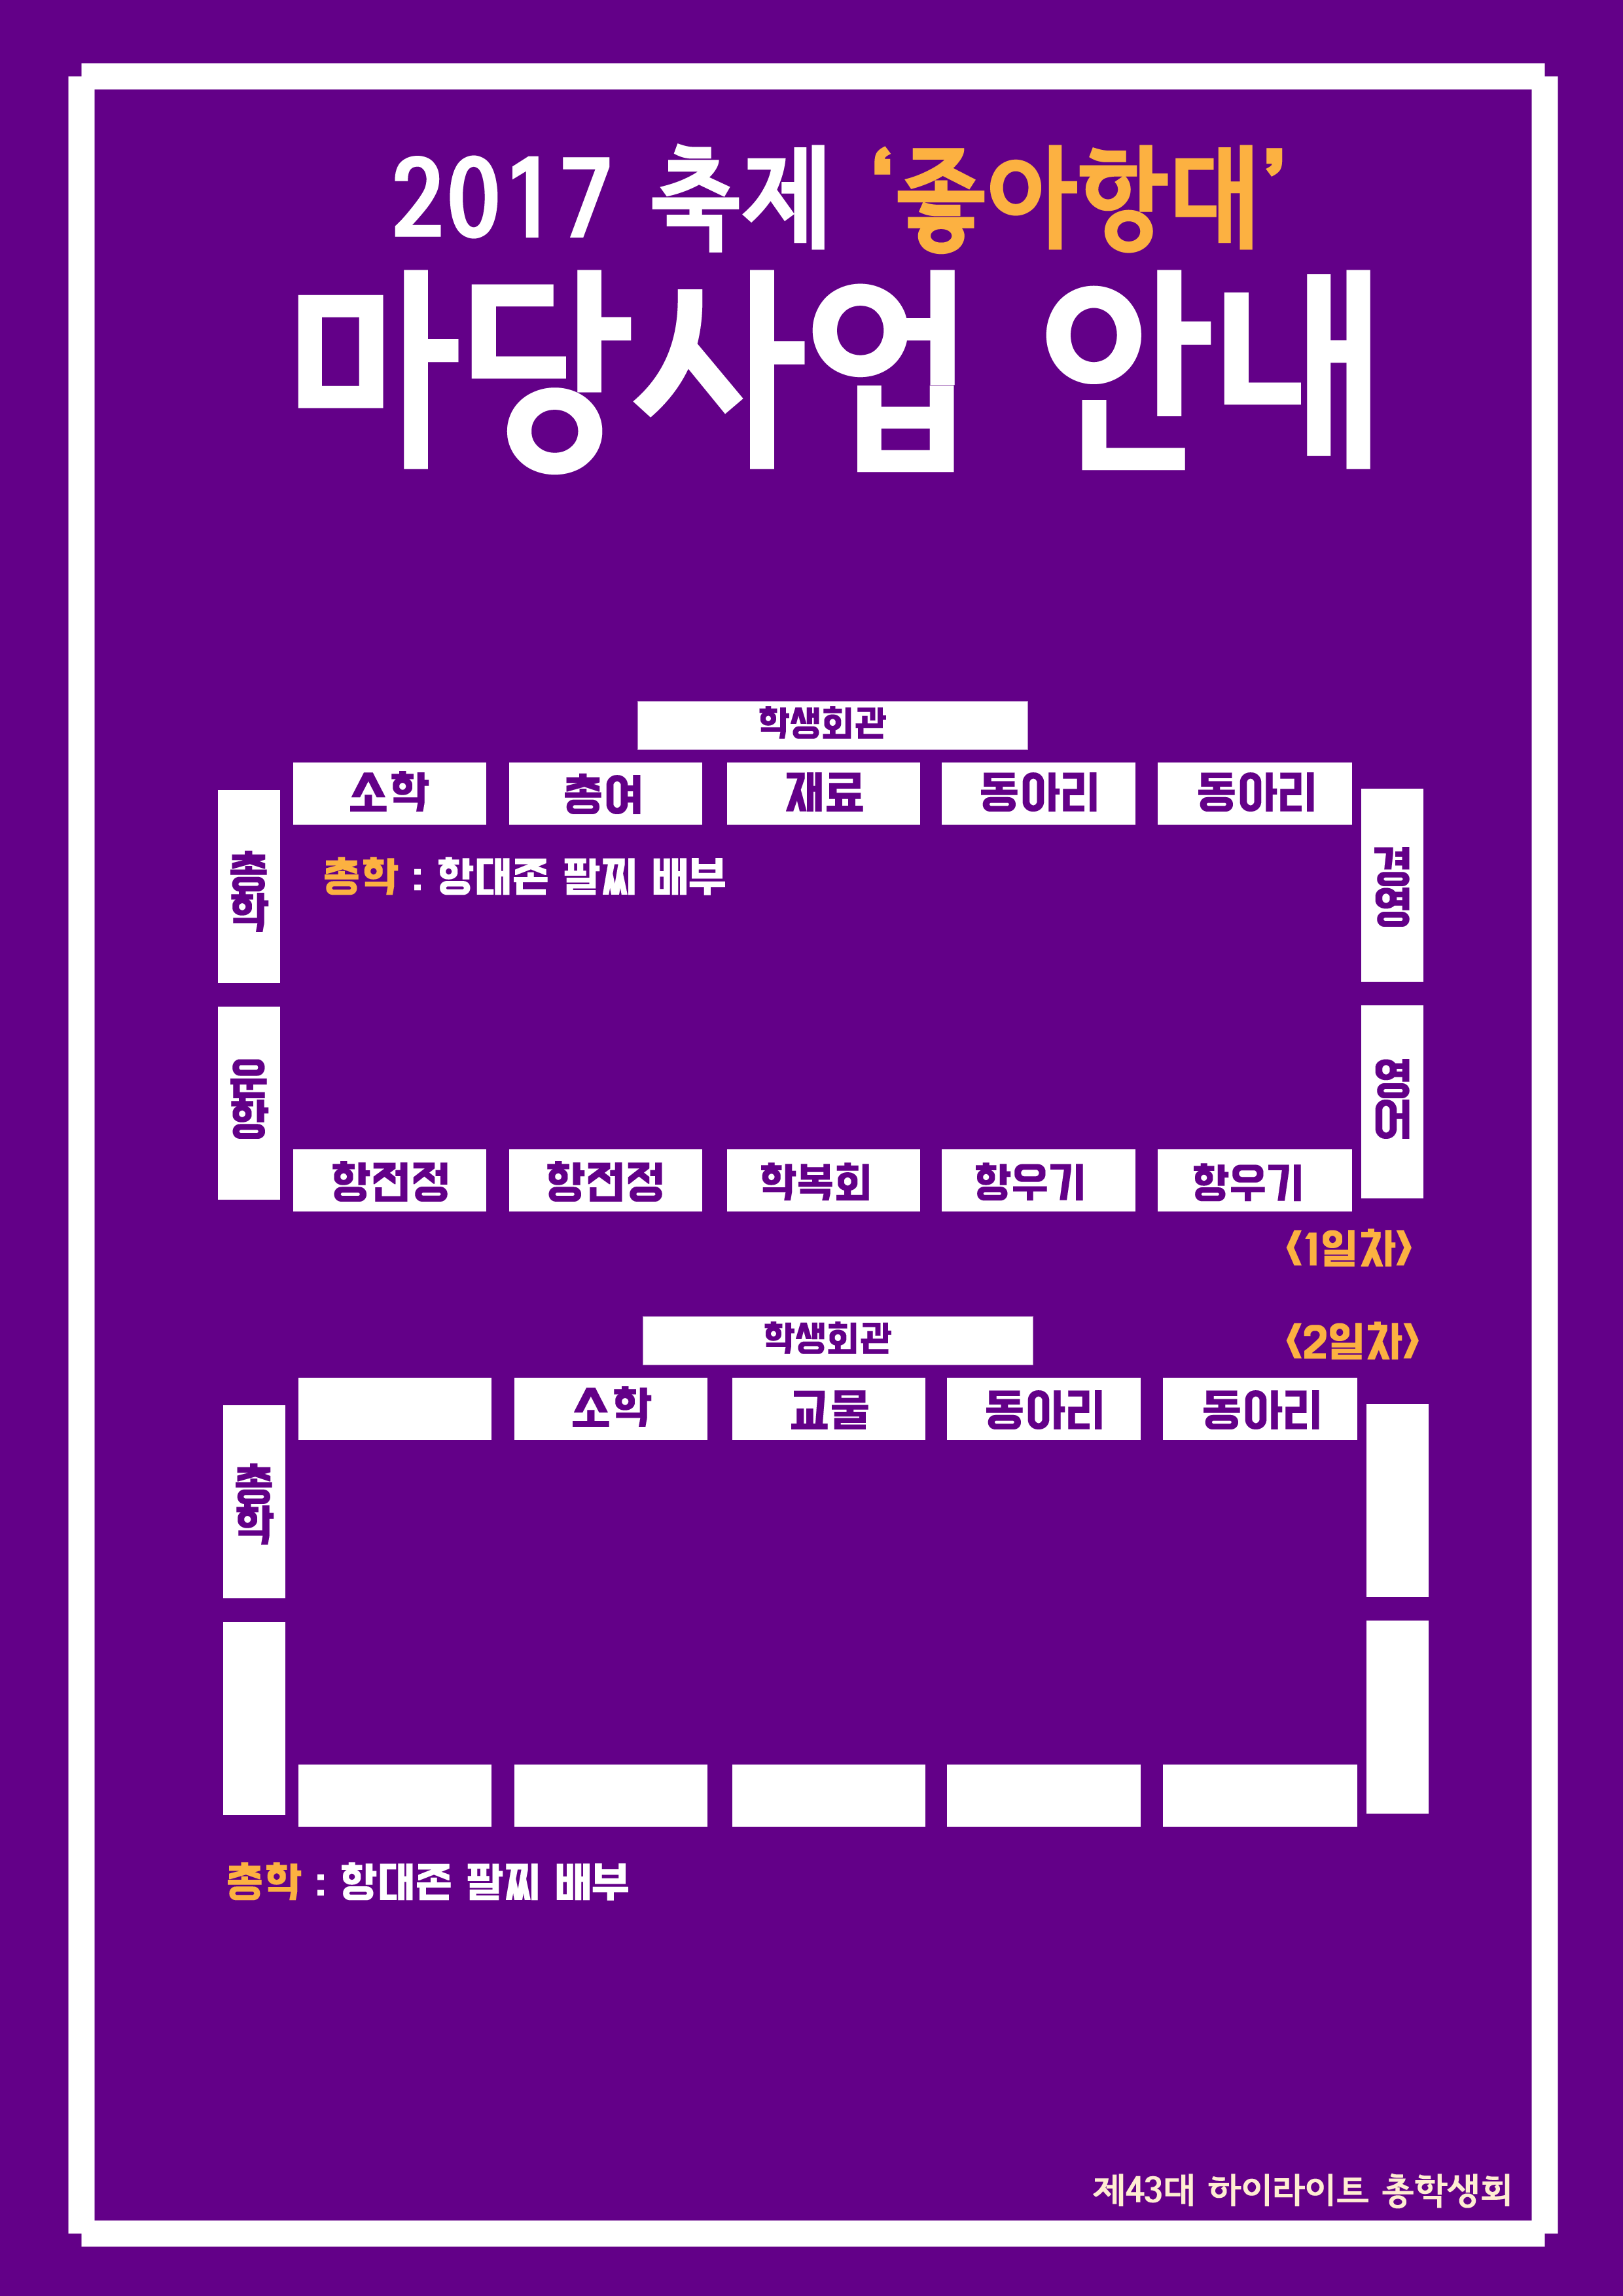 2017 축제 ‘좋아항대’
마당사업 안내
학생회관
소학 총여 재료 동아리 동아리
총학
경영
총학 : 항대존 팔찌 배부
운항
영어
항전정 항전정 학복회 항우기 항우기
<1일차>
<2일차>
학생회관
소학 교물 동아리 동아리
총학
총학 : 항대존 팔찌 배부
제43대 하이라이트 총학생회